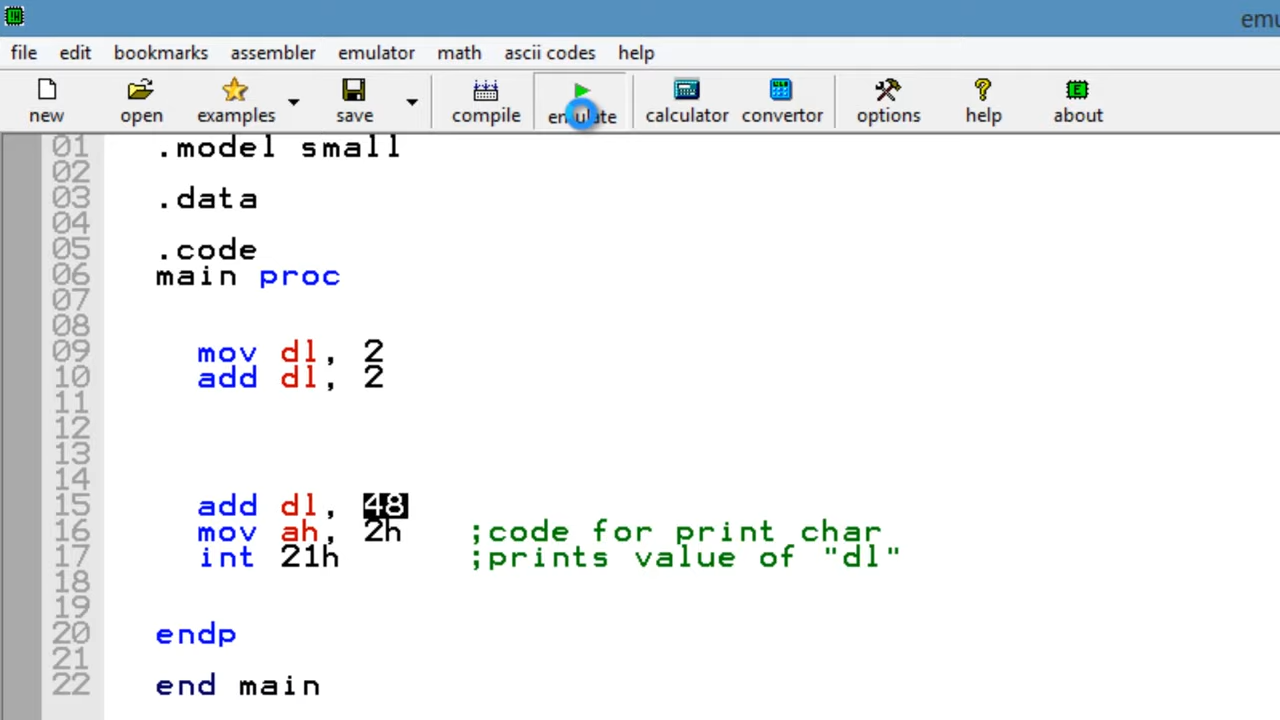 emu
file edit bookmarks assembler emulator math ascii codes help
new open examples save compile emulate calculator convertor options help about
01 .model small
02
03 .data
04
05 .code
06 main proc
07
08
09 mov dl, 2
10 add dl, 2
11
12
13
14
15 add dl, 48
16 mov ah, 2h ;code for print char
17 int 21h ;prints value of "dl"
18
19
20 endp
21
22 end main